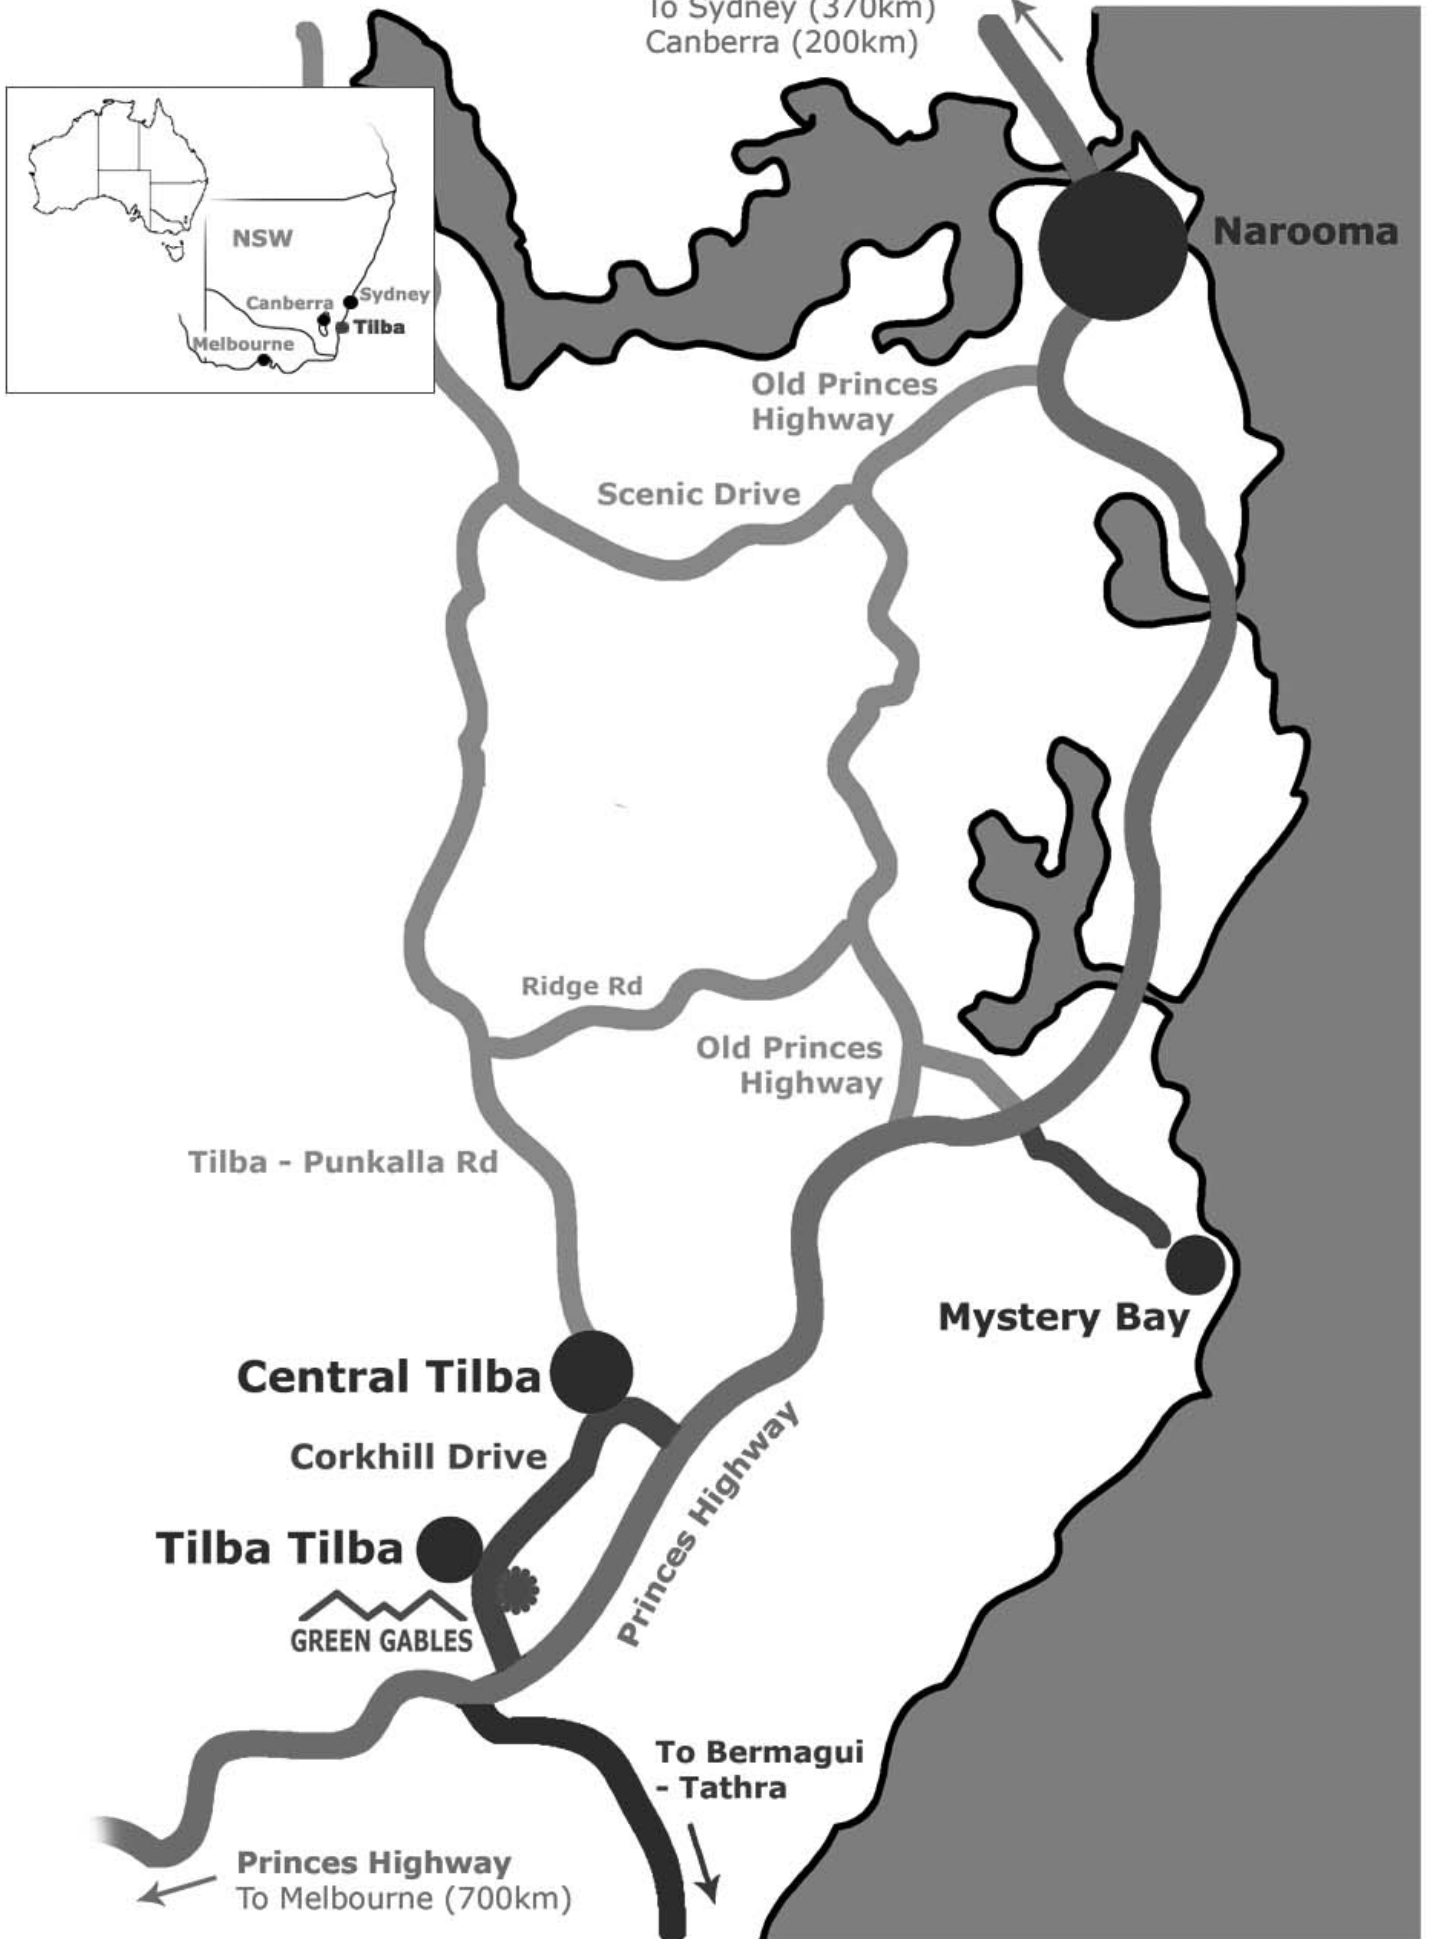 To Sydney (370km)
Canberra (200km)
NSW
Canberra
Sydney
Tilba
Melbourne
Narooma
Old Princes
Highway
Scenic Drive
Ridge Rd
Old Princes
Highway
Tilba - Punkalla Rd
Mystery Bay
Central Tilba
Corkhill Drive
Princes Highway
Tilba Tilba
GREEN GABLES
To Bermagui
- Tathra
Princes Highway
To Melbourne (700km)